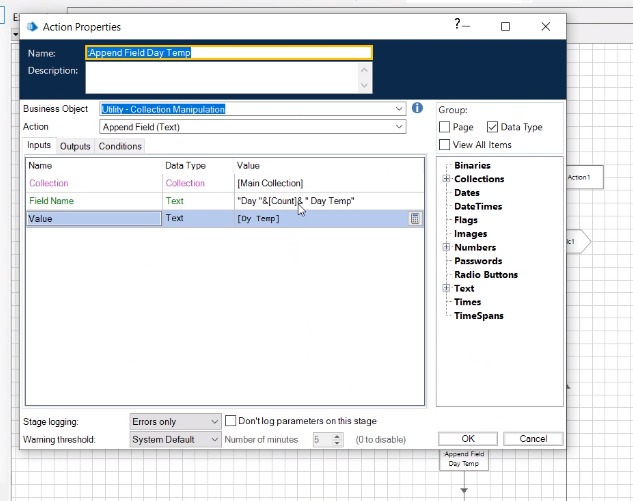 Action Properties
?
Name: :Append Field Day Temp
Description:
Business Object Utility - Collection Manipulation
Action Append Field (Text)
Inputs Outputs Conditions
Name Data Type Value
Collection Collection [Main Collection]
Field Name Text "Day "&[Count]& " Day Temp"
Value Text [Dy Temp]
Group:
Page Data Type
View All Items
Binaries
Collections
Dates
DateTimes
Flags
Images
Numbers
Passwords
Radio Buttons
Text
Times
TimeSpans
Stage logging: Errors only Don't log parameters on this stage
Warning threshold: System Default Number of minutes 5 (0 to disable)
OK Cancel
Action1
Append Field
Day Temp